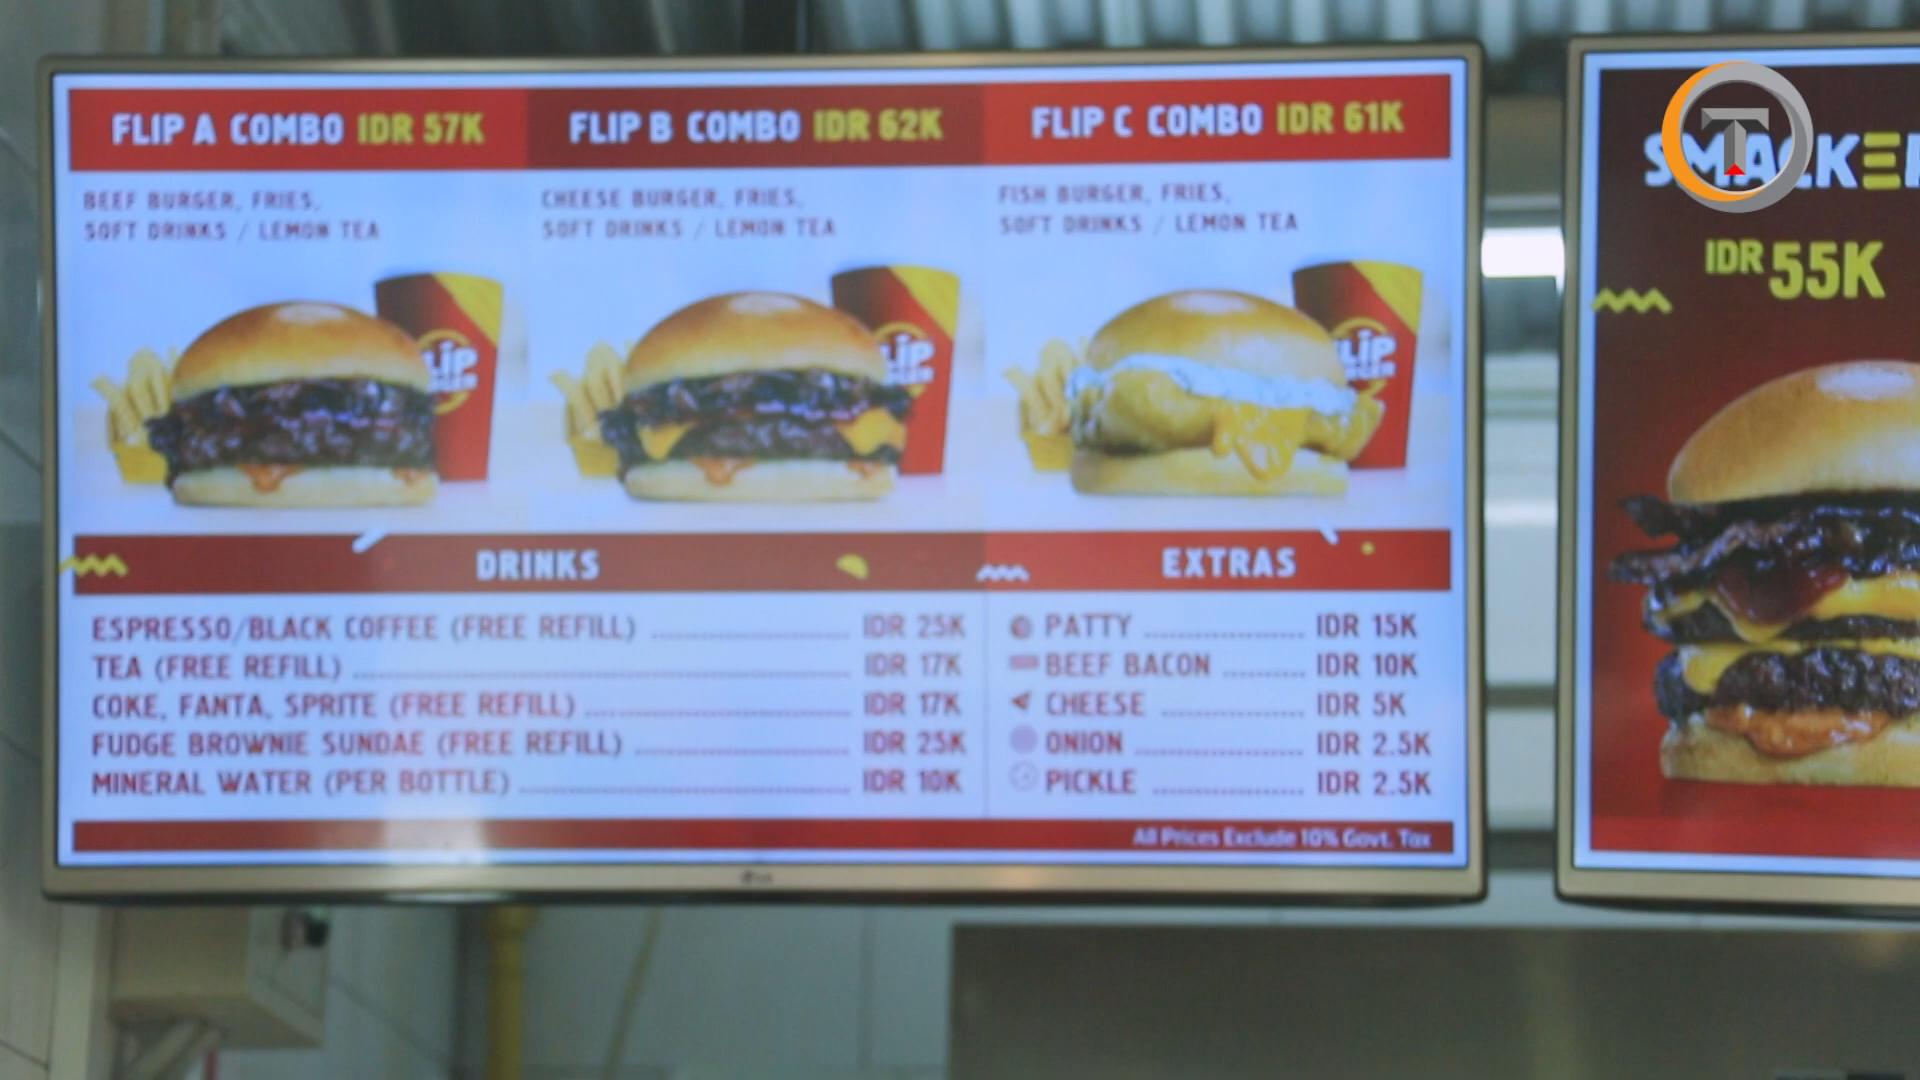 FLIP A COMBO IDR 57K
BEEF BURGER, FRIES,
SOFT DRINKS / LEMON TEA
FLIP B COMBO IDR 62K
CHEESE BURGER, FRIES,
SOFT DRINKS / LEMON TEA
FLIP C COMBO IDR 61K
FISH BURGER, FRIES,
SOFT DRINKS / LEMON TEA
DRINKS
ESPRESSO/BLACK COFFEE (FREE REFILL) IDR 25K
TEA (FREE REFILL) IDR 17K
COKE, FANTA, SPRITE (FREE REFILL) IDR 17K
FUDGE BROWNIE SUNDAE (FREE REFILL) IDR 25K
MINERAL WATER (PER BOTTLE) IDR 10K
EXTRAS
PATTY IDR 15K
BEEF BACON IDR 10K
CHEESE IDR 5K
ONION IDR 2.5K
PICKLE IDR 2.5K
All Prices Exclude 10% Govt. Tax
IDR 55K